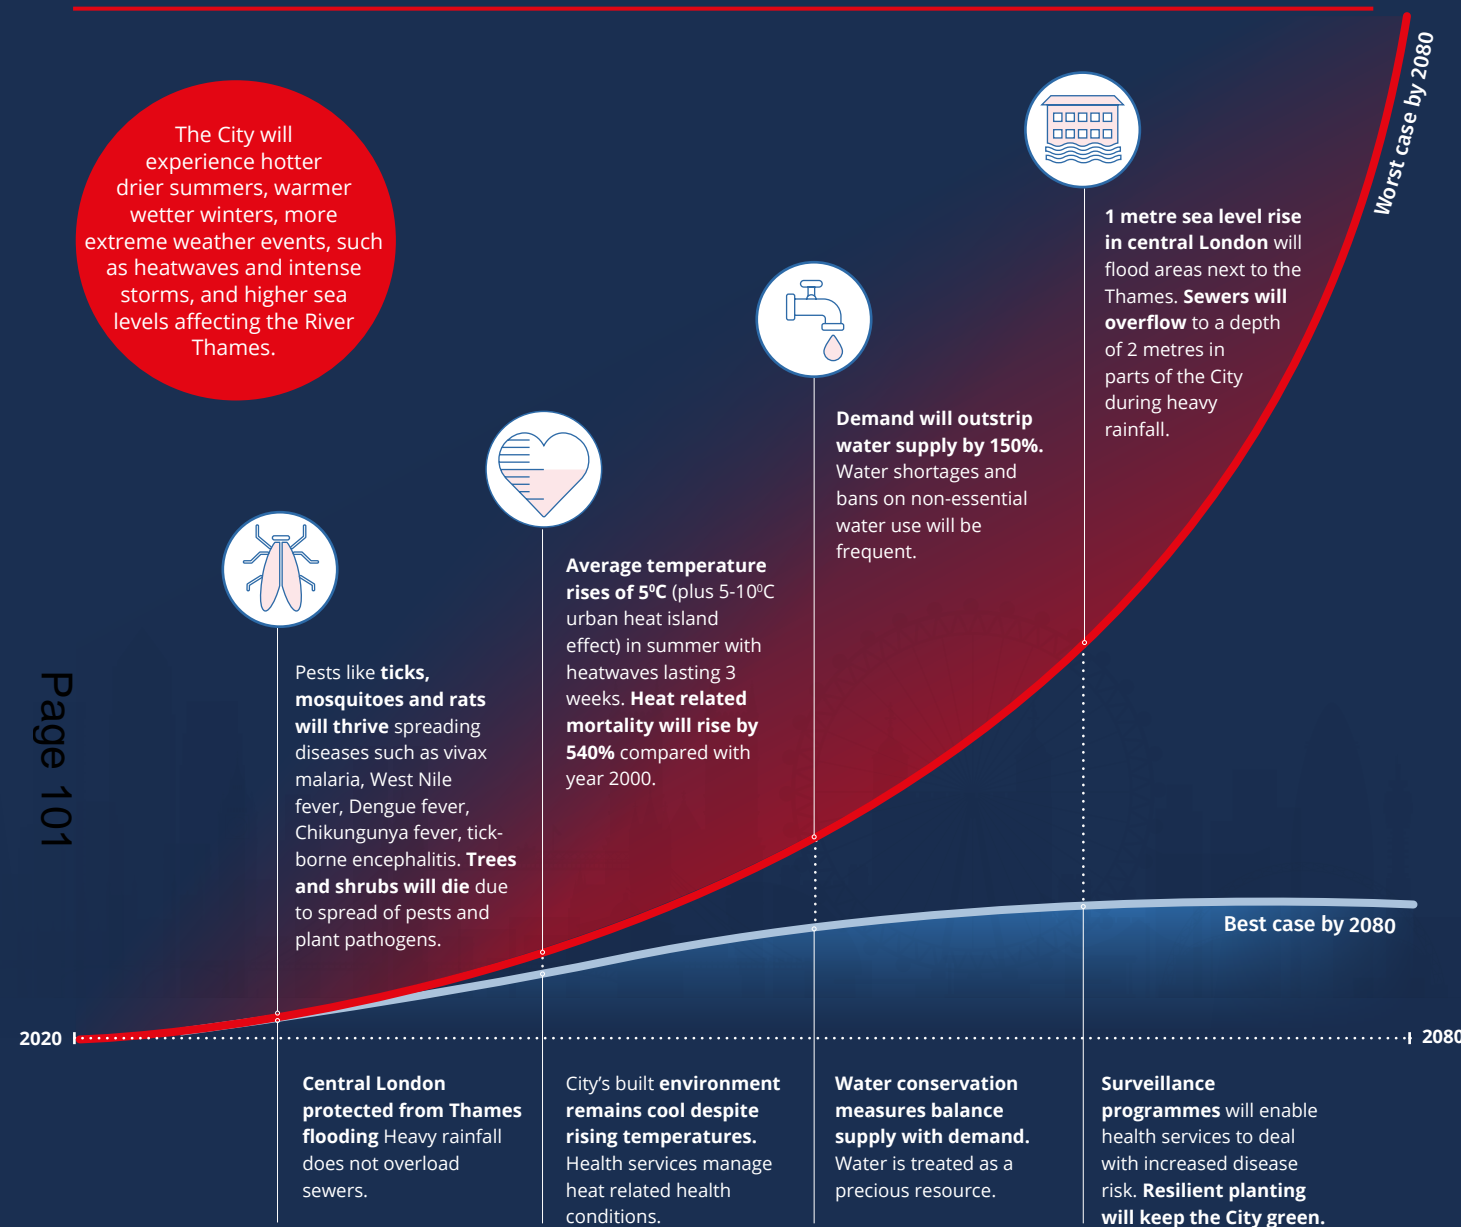 The City will
experience hotter
drier summers, warmer
wetter winters, more
extreme weather events, such
as heatwaves and intense
storms, and higher sea
levels affecting the River
Thames.
Worst case by 2080
1 metre sea level rise
in central London will
flood areas next to the
Thames. Sewers will
overflow to a depth
of 2 metres in
parts of the City
during heavy
rainfall.
Demand will outstrip
water supply by 150%.
Water shortages and
bans on non-essential
water use will be
frequent.
Average temperature
rises of 5⁰C (plus 5-10⁰C
urban heat island
effect) in summer with
heatwaves lasting 3
weeks. Heat related
mortality will rise by
540% compared with
year 2000.
Pests like ticks,
mosquitoes and rats
will thrive spreading
diseases such as vivax
malaria, West Nile
fever, Dengue fever,
Chikungunya fever, tick-
borne encephalitis. Trees
and shrubs will die due
to spread of pests and
plant pathogens.
Page 101
Best case by 2080
2020
2080
Central London
protected from Thames
flooding Heavy rainfall
does not overload
sewers.
City's built environment
remains cool despite
rising temperatures.
Health services manage
heat related health
conditions.
Water conservation
measures balance
supply with demand.
Water is treated as a
precious resource.
Surveillance
programmes will enable
health services to deal
with increased disease
risk. Resilient planting
will keep the City green.